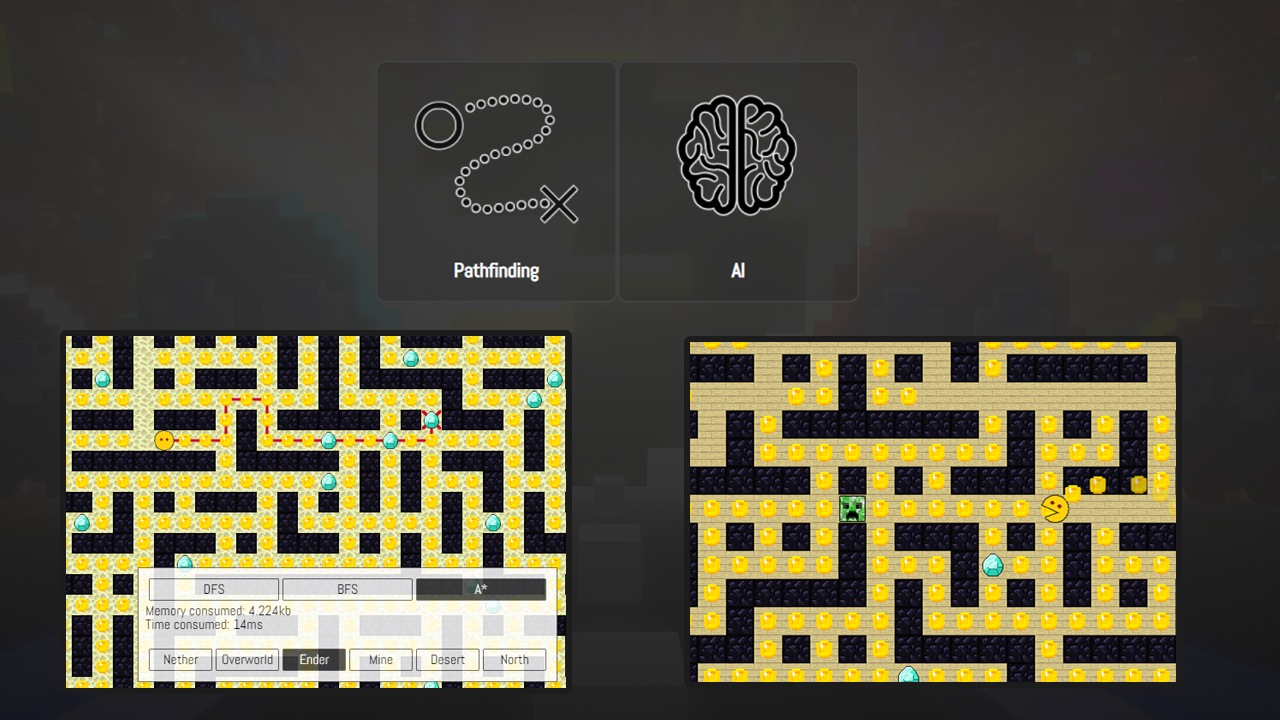 Pathfinding
AI
DFS
BFS
A*
Memory consumed: 4.224kb
Time consumed: 14ms
Nether
Overworld
Ender
Mine
Desert
North